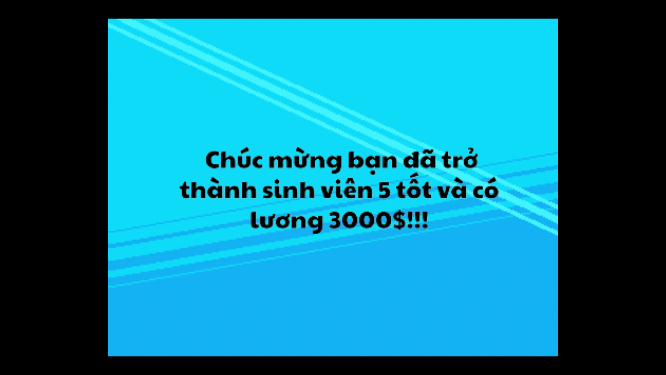 Chúc mừng bạn đã trở
thành sinh viên 5 tốt và có
lương 3000$!!!